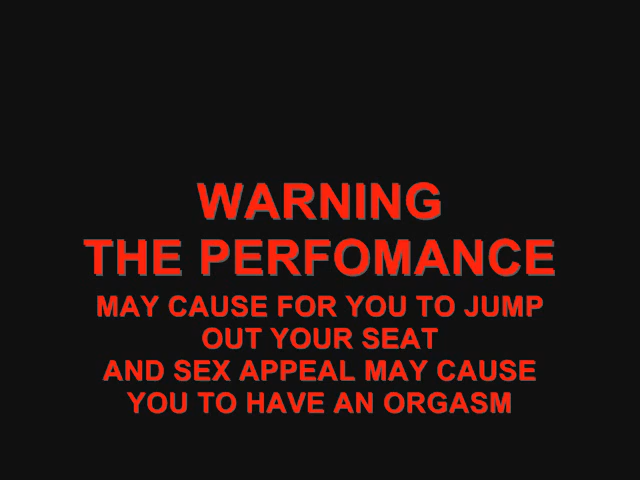 WARNING
THE PERFOMANCE
MAY CAUSE FOR YOU TO JUMP
OUT YOUR SEAT
AND SEX APPEAL MAY CAUSE
YOU TO HAVE AN ORGASM